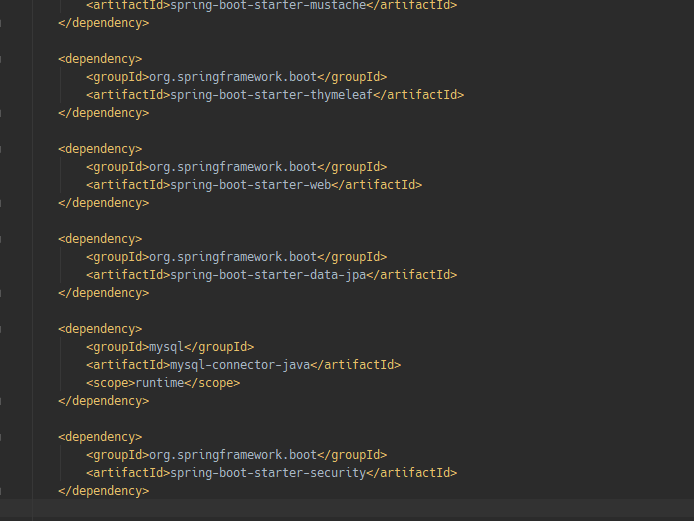 <artifactId>spring-boot-starter-mustache</artifactId>
</dependency>
<dependency>
<groupId>org.springframework.boot</groupId>
<artifactId>spring-boot-starter-thymeleaf</artifactId>
</dependency>
<dependency>
<groupId>org.springframework.boot</groupId>
<artifactId>spring-boot-starter-web</artifactId>
</dependency>
<dependency>
<groupId>org.springframework.boot</groupId>
<artifactId>spring-boot-starter-data-jpa</artifactId>
</dependency>
<dependency>
<groupId>mysql</groupId>
<artifactId>mysql-connector-java</artifactId>
<scope>runtime</scope>
</dependency>
<dependency>
<groupId>org.springframework.boot</groupId>
<artifactId>spring-boot-starter-security</artifactId>
</dependency>